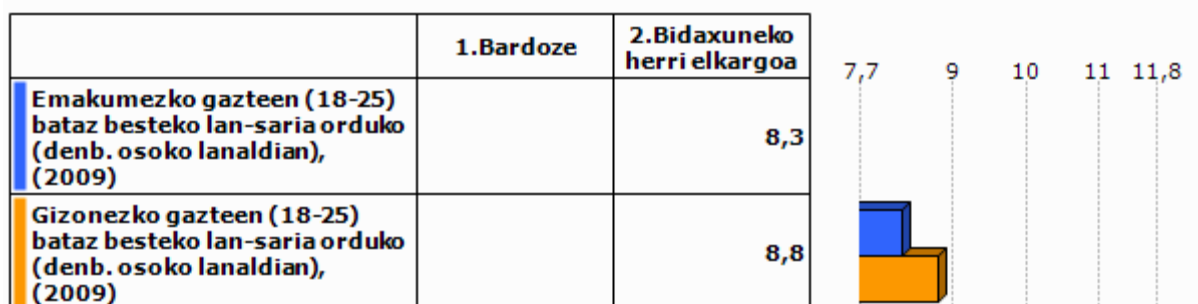 1.Bardoze
2.Bidaxuneko
herri elkargoa
7,7 9 10 11 11,8
Emakumezko gazteen (18-25)
bataz besteko lan-saria orduko
(denb. osoko lanaldian),
(2009)
8,3
Gizonezko gazteen (18-25)
bataz besteko lan-saria orduko
(denb. osoko lanaldian),
(2009)
8,8